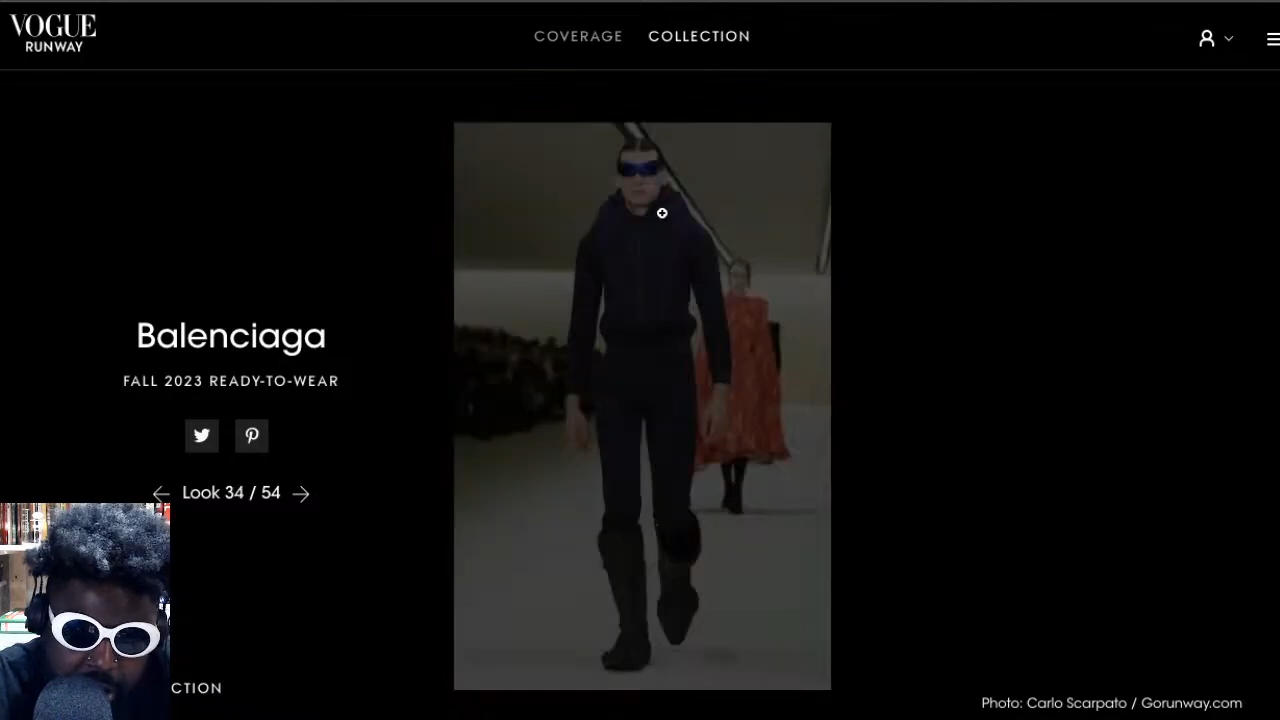 VOGUE
RUNWAY
COVERAGE COLLECTION
Balenciaga
FALL 2023 READY-TO-WEAR
Look 34 / 54
CTION
Photo: Carlo Scarpato / Gorunway.com